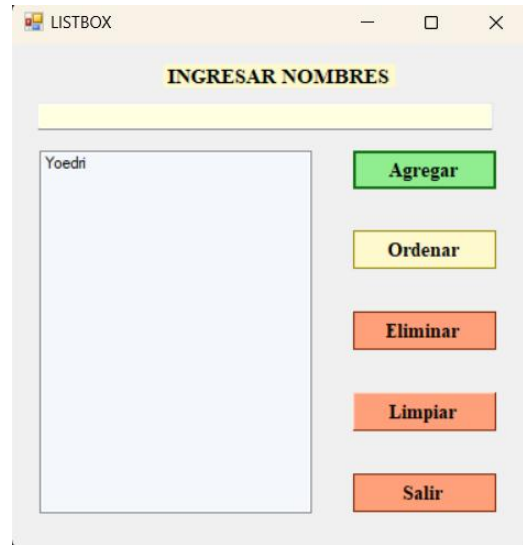 LISTBOX
INGRESAR NOMBRES
Yoedri
Agregar
Ordenar
Eliminar
Limpiar
Salir